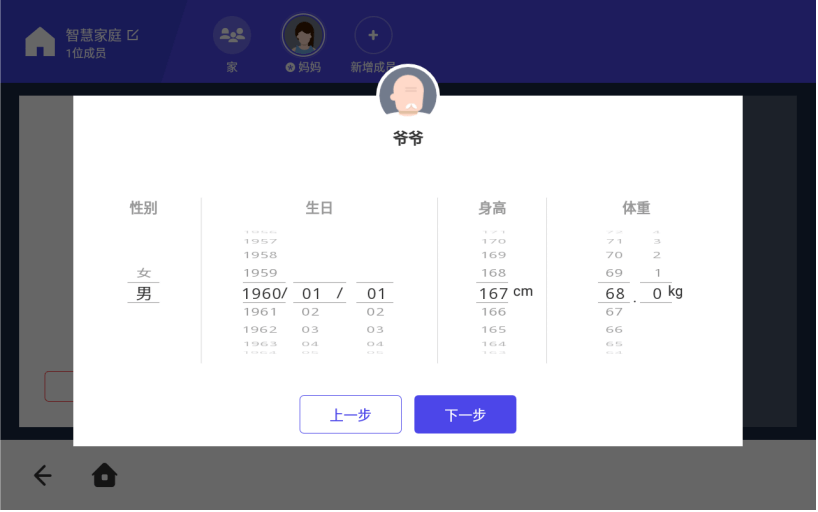 智慧家庭
1位成员
家
妈妈
新增成员
爷爷
性别 生日 身高 体重
1957 170 71 3
1958 169 70 2
女 1959 168 69 1
男 1960/ 01 / 01 167 cm 68 . 0 kg
1961 02 02 166 67
1962 03 03 165 66
1963 04 04 164 65
上一步 下一步